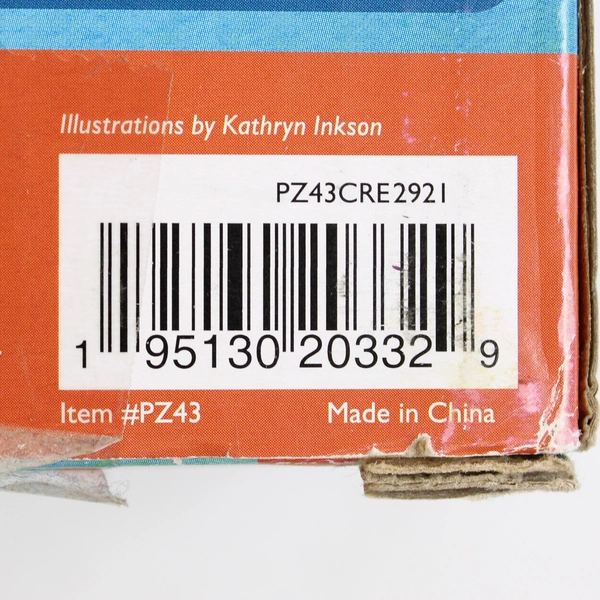 Illustrations by Kathryn Inkson
PZ43CRE2921
1 95130 20332 9
Item #PZ43
Made in China